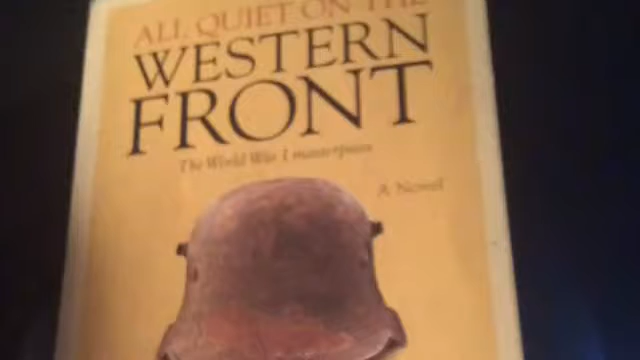 ALL QUIET ON THE
WESTERN
FRONT
The World War I masterpiece
A Novel